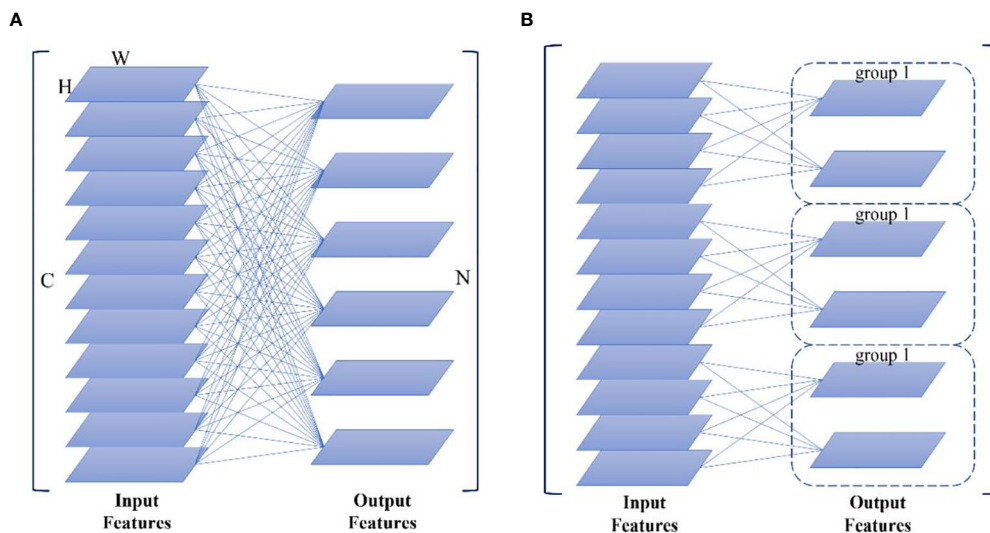 A
W
H
C
N
Input
Features
Output
Features
B
group 1
group 1
group 1
Input
Features
Output
Features